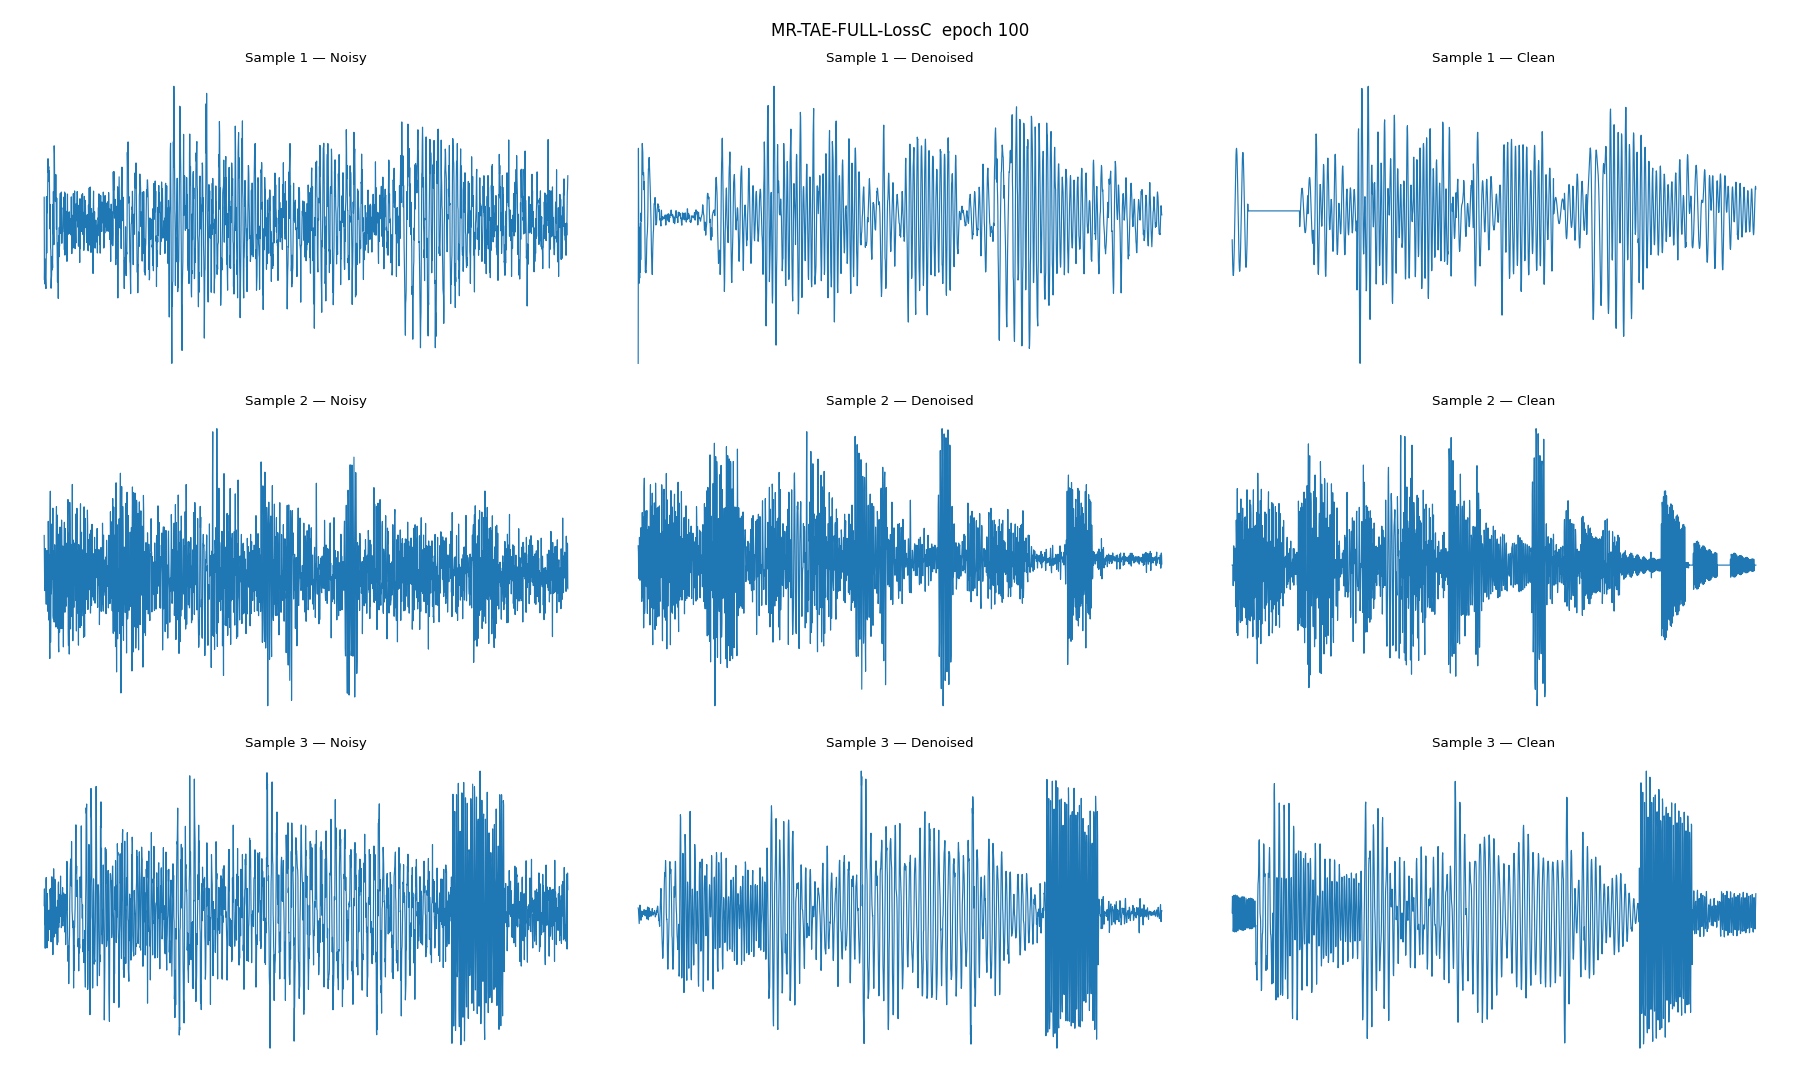 MR-TAE-FULL-LossC  epoch 100
Sample 1 — Noisy
Sample 1 — Denoised
Sample 1 — Clean
Sample 2 — Noisy
Sample 2 — Denoised
Sample 2 — Clean
Sample 3 — Noisy
Sample 3 — Denoised
Sample 3 — Clean